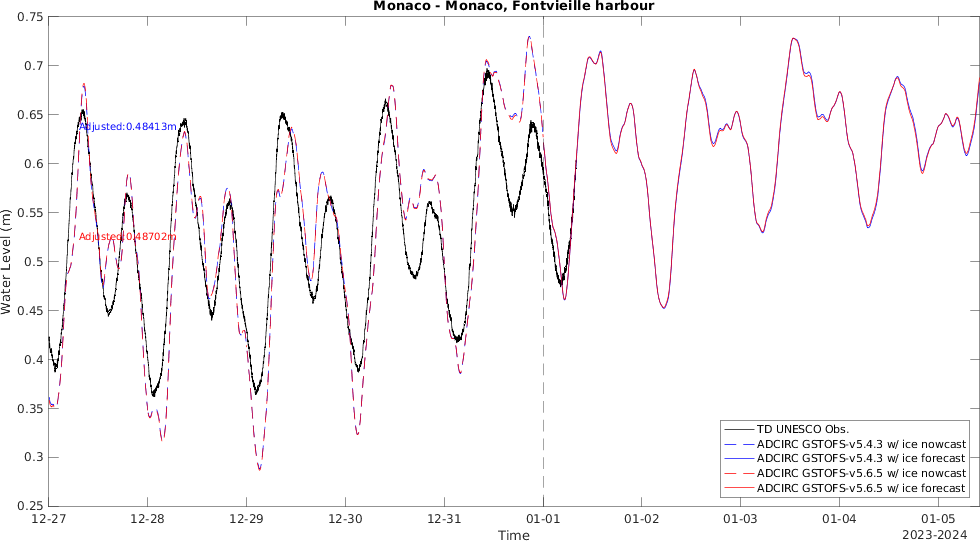 Monaco - Monaco, Fontvieille harbour
0.75
0.7
0.65
0.6
0.55
0.5
0.45
0.4
0.35
0.3
0.25
Water Level (m)
Adjusted:0.48413m
Adjusted:0.48702m
TD UNESCO Obs.
ADCIRC GSTOFS-v5.4.3 w/ ice nowcast
ADCIRC GSTOFS-v5.4.3 w/ ice forecast
ADCIRC GSTOFS-v5.6.5 w/ ice nowcast
ADCIRC GSTOFS-v5.6.5 w/ ice forecast
12-27 12-28 12-29 12-30 12-31 01-01 01-02 01-03 01-04 01-05
Time
2023-2024